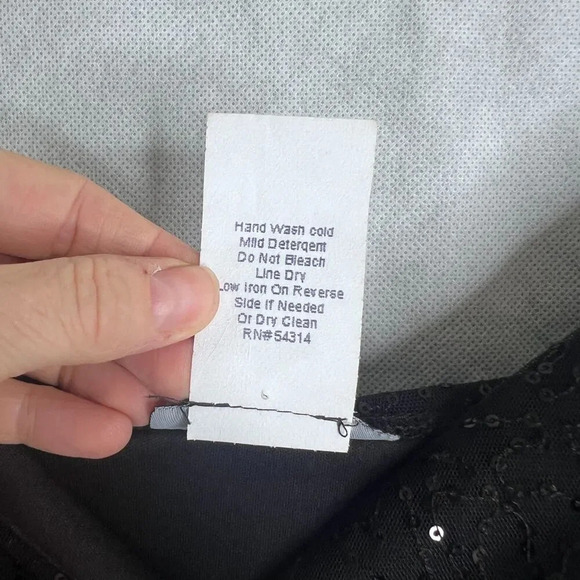 Hand Wash cold
Mild Detergent
Do Not Bleach
Line Dry
Low Iron On Reverse
Side If Needed
Or Dry Clean
RN#54314